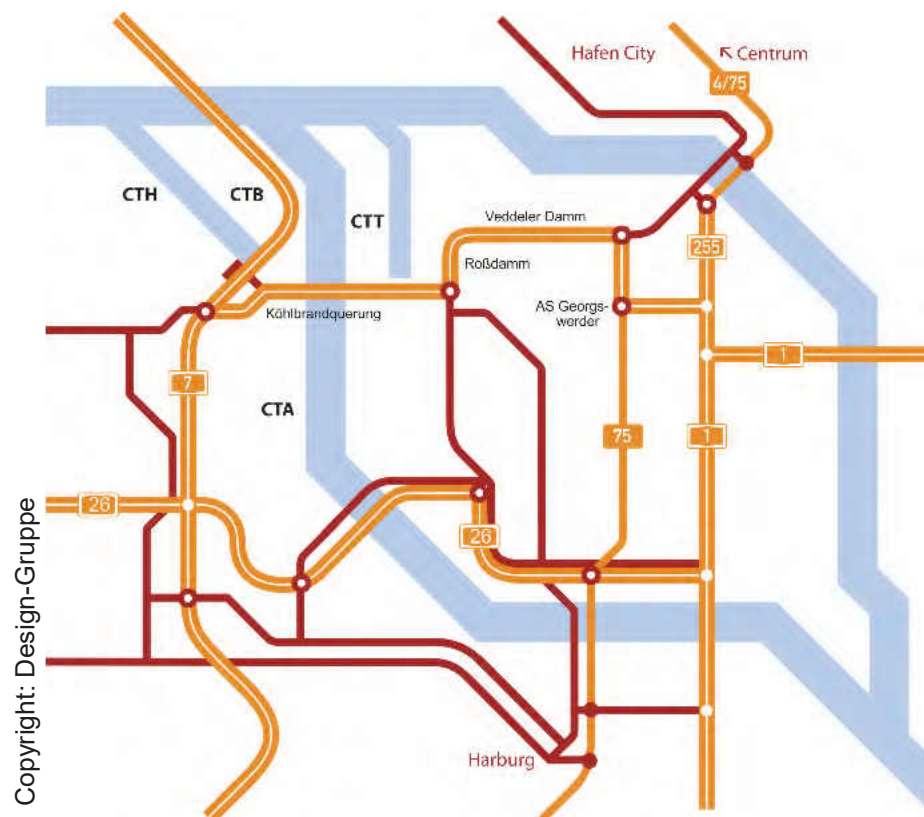 Hafen City
Centrum
4/75
CTH
CTB
CTT
Veddeler Damm
255
Roßdamm
AS Georgs-
werder
Köhlbrandquerung
1
7
CTA
75
1
26
26
Harburg
Copyright: Design-Gruppe